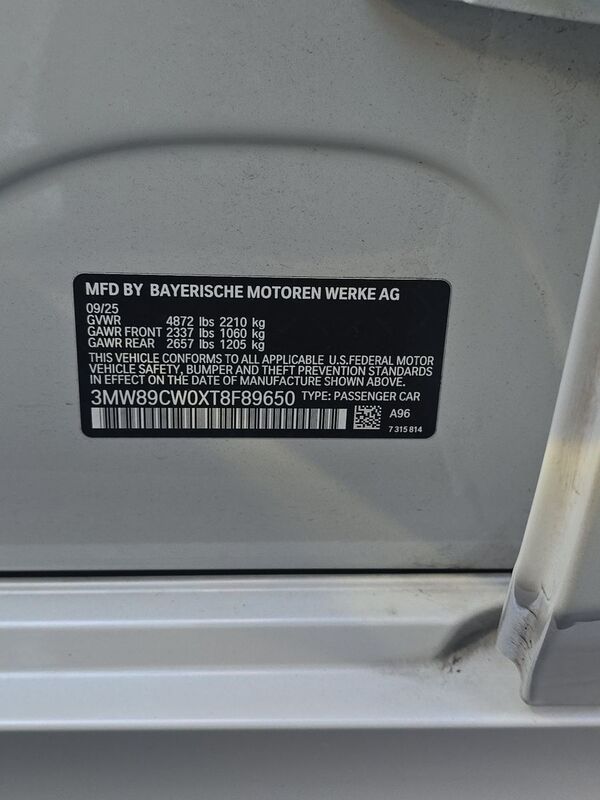 MFD BY BAYERISCHE MOTOREN WERKE AG
09/25
GVWR 4872 lbs 2210 kg
GAWR FRONT 2337 lbs 1060 kg
GAWR REAR 2657 lbs 1205 kg
THIS VEHICLE CONFORMS TO ALL APPLICABLE U.S.FEDERAL MOTOR
VEHICLE SAFETY, BUMPER AND THEFT PREVENTION STANDARDS
IN EFFECT ON THE DATE OF MANUFACTURE SHOWN ABOVE.
3MW89CW0XT8F89650 TYPE: PASSENGER CAR
A96
7 315 814